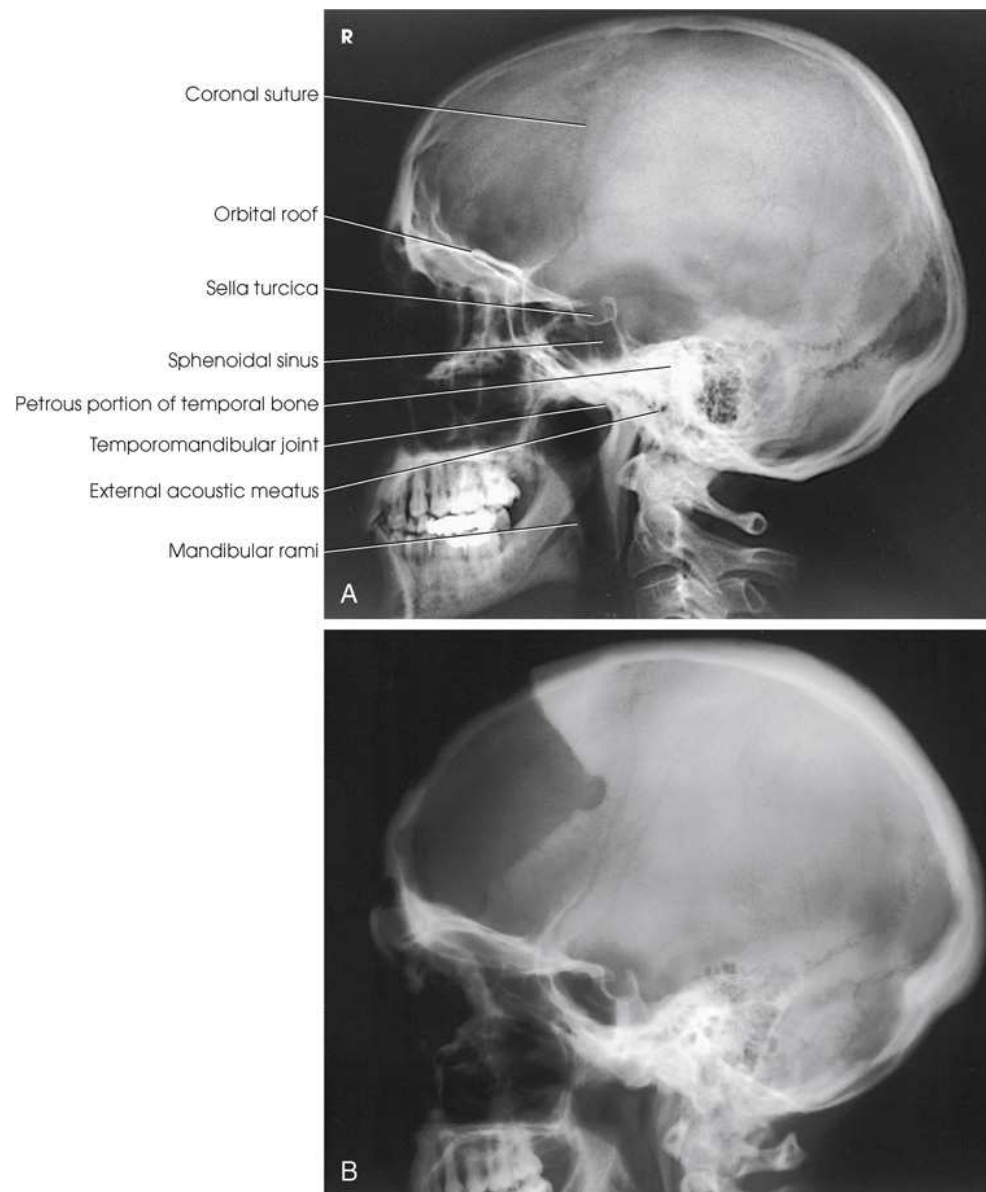 R
Coronal suture
Orbital roof
Sella turcica
Sphenoidal sinus
Petrous portion of temporal bone
Temporomandibular joint
External acoustic meatus
Mandibular rami
A
B